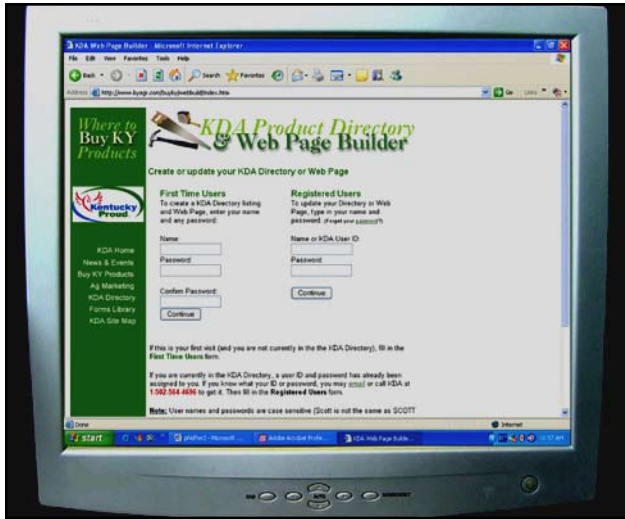 KDA Web Page Builder - Microsoft Internet Explorer
File Edit View Favorites Tools Help
Back Search Favorites
Address http://www.kyagr.com/buyky/webbuild/index.htm Go Links
Where to
Buy KY
Products
KDA Product Directory
& Web Page Builder
Create or update your KDA Directory or Web Page
Kentucky
Proud
First Time Users
To create a KDA Directory listing
and Web Page, enter your name
and any password:
Name:
Password:
Confirm Password:
Continue
Registered Users
To update your Directory or Web
Page, type in your name and
password. (Forget your password?)
Name or KDA User ID:
Password:
Continue
KDA Home
News & Events
Buy KY Products
Ag Marketing
KDA Directory
Forms Library
KDA Site Map
If this is your first visit (and you are not currently in the the KDA Directory), fill in the
First Time Users form.
If you are currently in the KDA Directory, a user ID and password has already been
assigned to you. If you know what your ID or password, you may email or call KDA at
1.502.564.4696 to get it. Then fill in the Registered Users form.
Note: User names and passwords are case sensitive (Scott is not the same as SCOTT
Done Internet
start Microsoft ... Adobe Acrobat Profe... KDA Web Page Builde...
AUTO